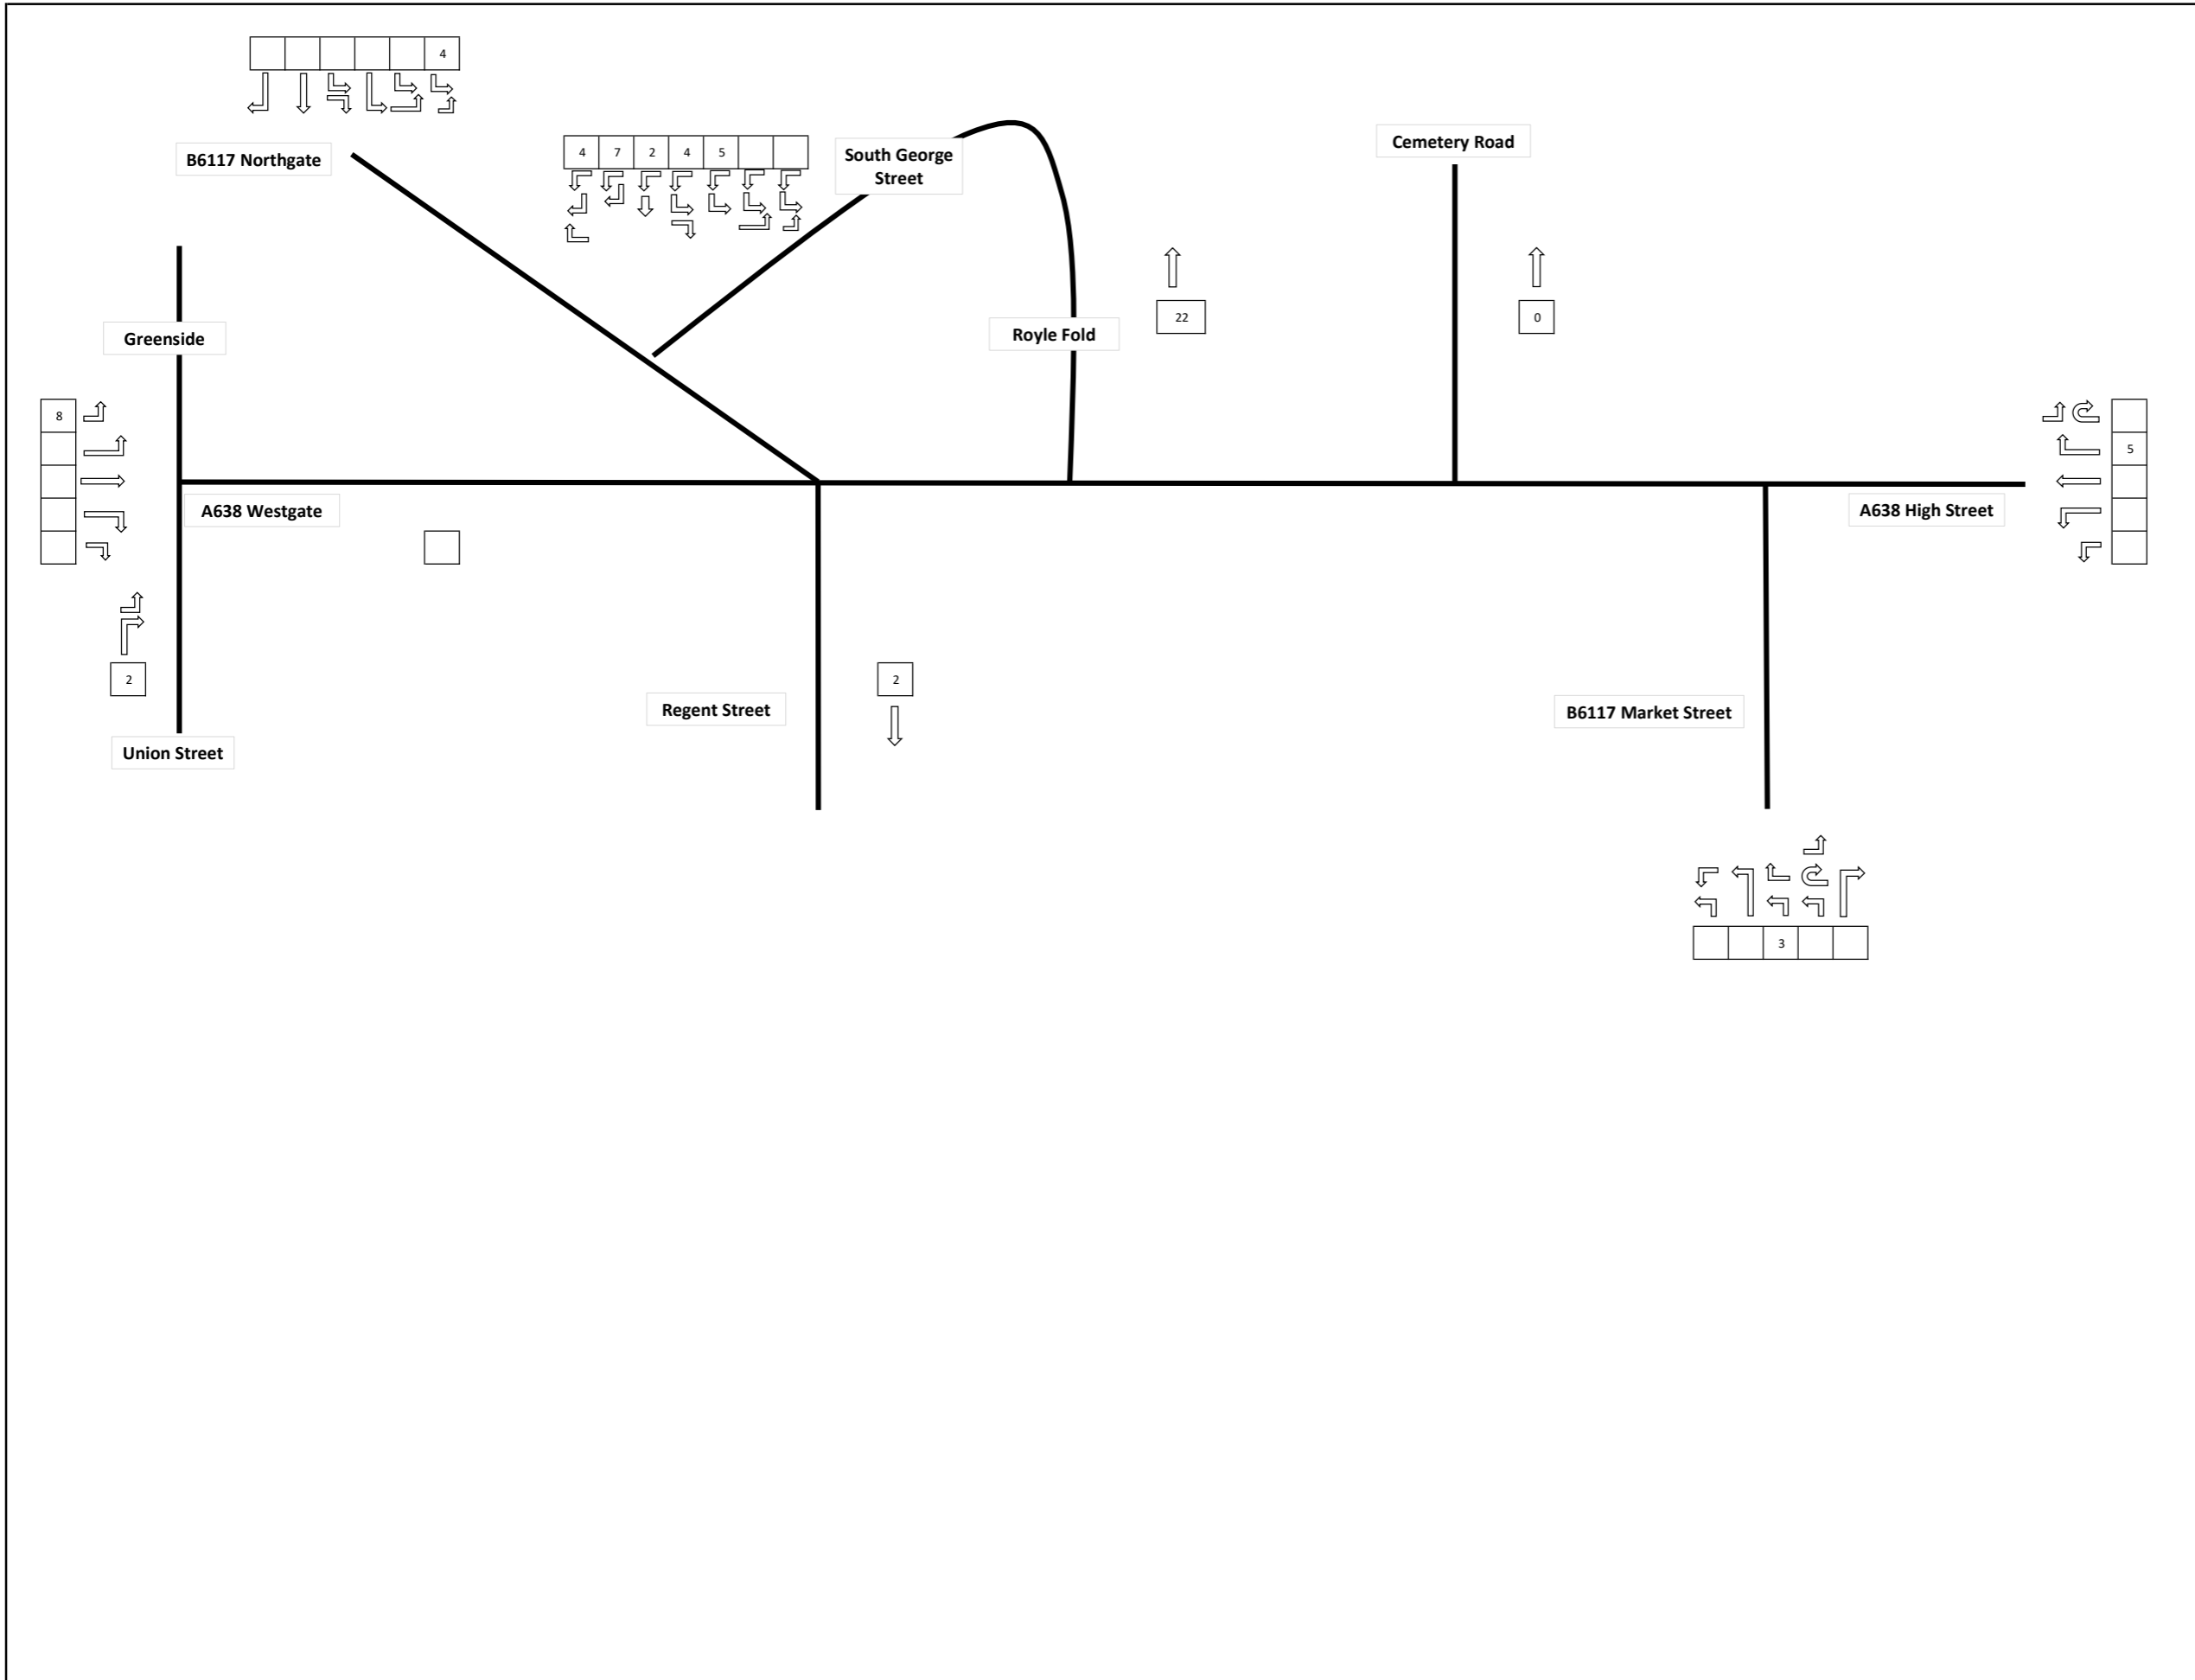 4
B6117 Northgate
4 7 2 4 5
South George
Street
Cemetery Road
Greenside
Royle Fold
22
0
8
5
A638 Westgate
A638 High Street
2
Regent Street
2
B6117 Market Street
Union Street
3